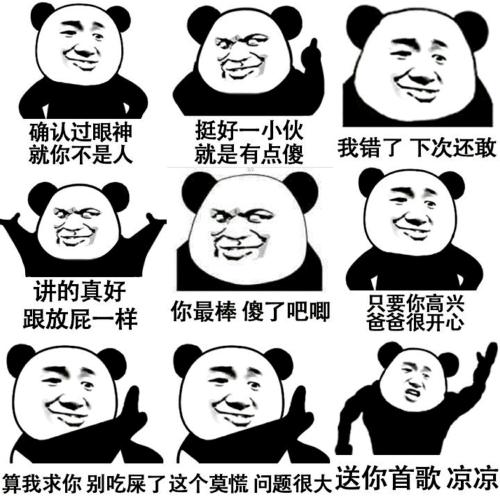 确认过眼神
就你不是人
挺好一小伙
就是有点傻
我错了 下次还敢
讲的真好
跟放屁一样
你最棒 傻了吧唧
只要你高兴
爸爸很开心
算我求你 别吃屎了
这个莫慌 问题很大
送你首歌 凉凉